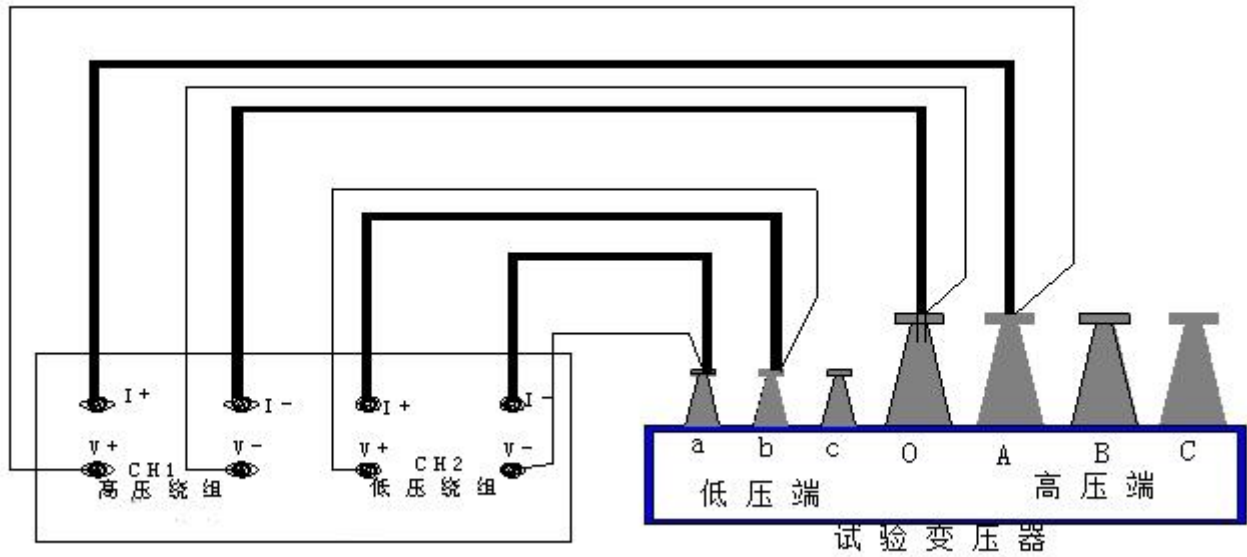 I+ I- I+ I-
V+ V- V+ V-
CH1 CH2
高压绕组 低压绕组
a b c O A B C
低压端 高压端
试验变压器